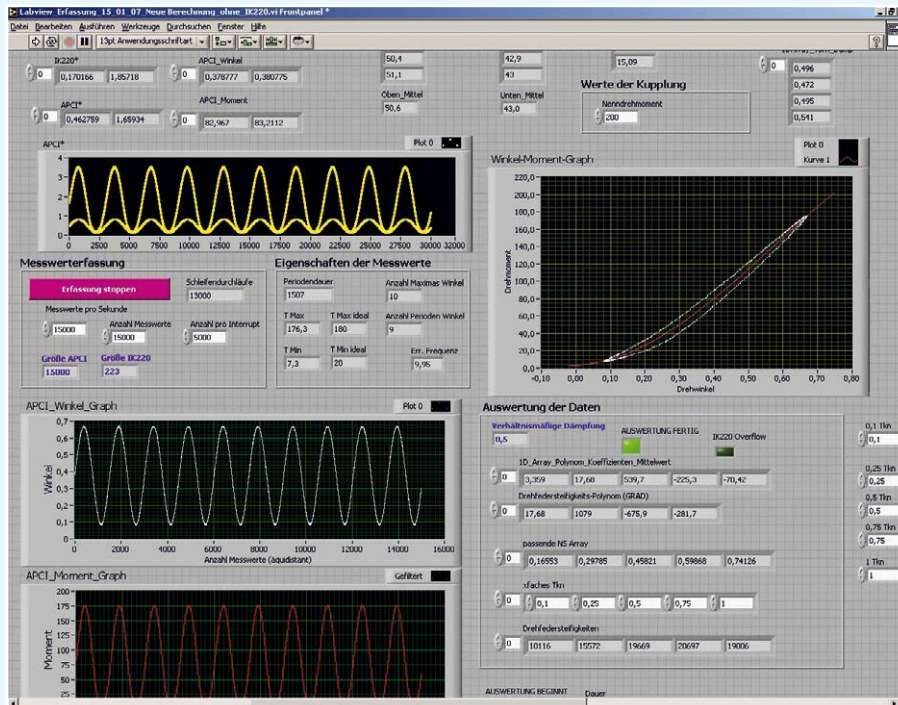 Labview_Erfassung_15_01_07_Neue Berechnung_ohne_IK220.vi Frontpanel *
Datei Bearbeiten Ausführen Werkzeuge Durchsuchen Fenster Hilfe
13pt Anwendungsschriftart
IK220*
0 0,170166 1,85718
APCI_Winkel
0 0,378777 0,380775
APCI*
0 0,462759 1,65934
APCI_Moment
0 82,967 83,2112
50,4
51,1
Oben_Mittel
50,6
42,9
43
Unten_Mittel
43,0
15,09
Werte der Kupplung
Nenndrehmoment
200
0
0,496
0,472
0,495
0,541
APCI*
Plot 0
4
3
2
1
0
0 2500 5000 7500 10000 12500 15000 17500 20000 22500 25000 27500 30000 32000
Winkel-Moment-Graph
Plot 0
Kurve 1
220,0
200,0
180,0
160,0
140,0
120,0
100,0
80,0
60,0
40,0
20,0
0,0
Drehmoment
-0,10 0,00 0,10 0,20 0,30 0,40 0,50 0,60 0,70 0,80
Drehwinkel
Messwerterfassung
Erfassung stoppen
Schleifendurchläufe
13000
Messwerte pro Sekunde
15000
Anzahl Messwerte
15000
Anzahl pro Interrupt
5000
Größe APCI
15000
Größe IK220
223
Eigenschaften der Messwerte
Periodendauer
1507
Anzahl Maximas Winkel
10
T Max
176,3
T Max ideal
180
Anzahl Perioden Winkel
9
T Min
7,3
T Min ideal
20
Err. Frequenz
9,95
APCI_Winkel_Graph
Plot 0
0,7
0,6
0,5
0,4
0,3
0,2
0,1
0
Winkel
0 2000 4000 6000 8000 10000 12000 14000 16000
Anzahl Messwerte (äquidistant)
APCI_Moment_Graph
Gefiltert
200
175
150
125
100
75
50
25
Moment
Auswertung der Daten
Verhältnismäßige Dämpfung
0,5
AUSWERTUNG FERTIG
IK220 Overflow
1D_Array_Polynom_Koeffizienten_Mittelwert
0 3,359 17,68 539,7 -225,3 -70,42
Drehfedersteifigkeits-Polynom (GRAD)
0 17,68 1079 -675,9 -281,7
passende NS Array
0 0,16553 0,29785 0,45821 0,59868 0,74126
xfaches Tkn
0 0,1 0,25 0,5 0,75 1
Drehfedersteifigkeiten
0 10116 15572 19669 20697 19006
0,1 Tkn
0,1
0,25 Tkn
0,25
0,5 Tkn
0,5
0,75 Tkn
0,75
1 Tkn
1
AUSWERTUNG BEGINNT
Dauer